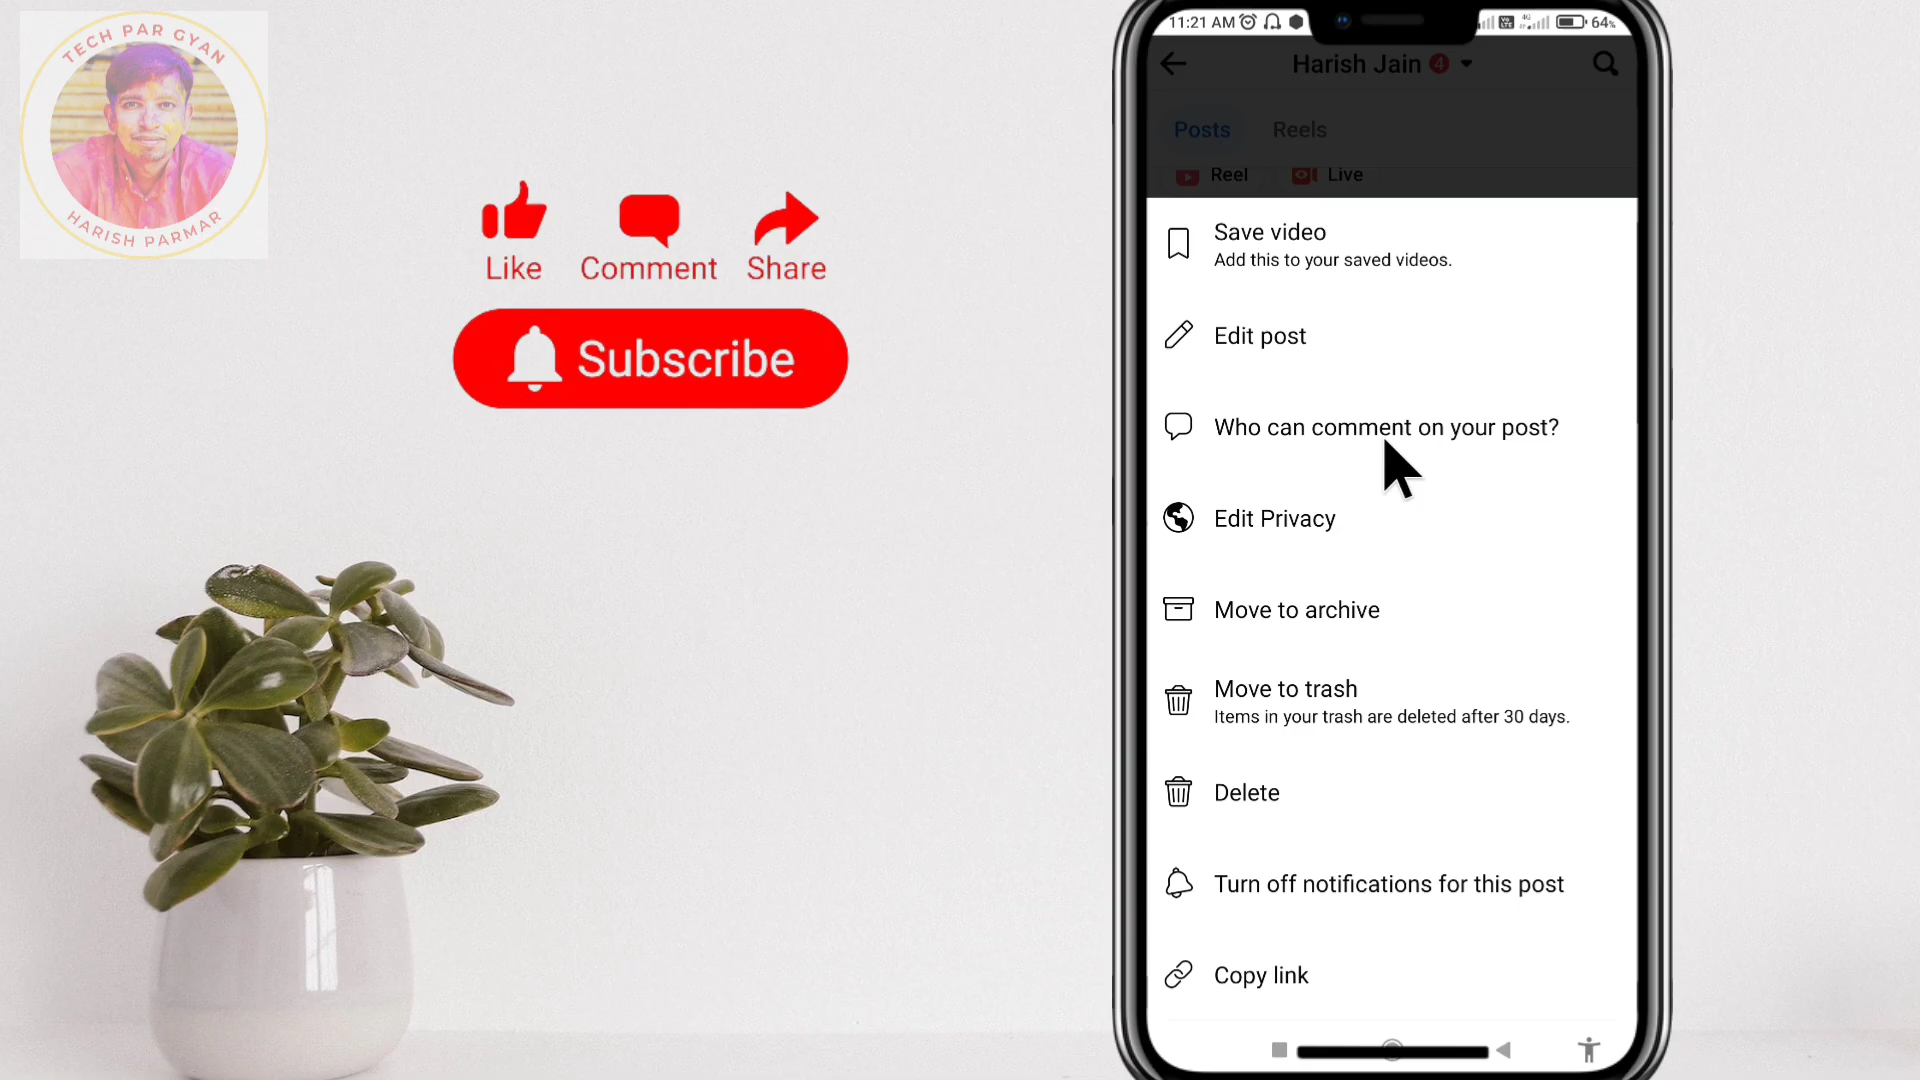 TECH PAR GYAN
HARISH PARMAR
Like Comment Share
Subscribe
11:21 AM 4G 64%
Harish Jain 4
Posts Reels
Reel Live
Save video
Add this to your saved videos.
Edit post
Who can comment on your post?
Edit Privacy
Move to archive
Move to trash
Items in your trash are deleted after 30 days.
Delete
Turn off notifications for this post
Copy link